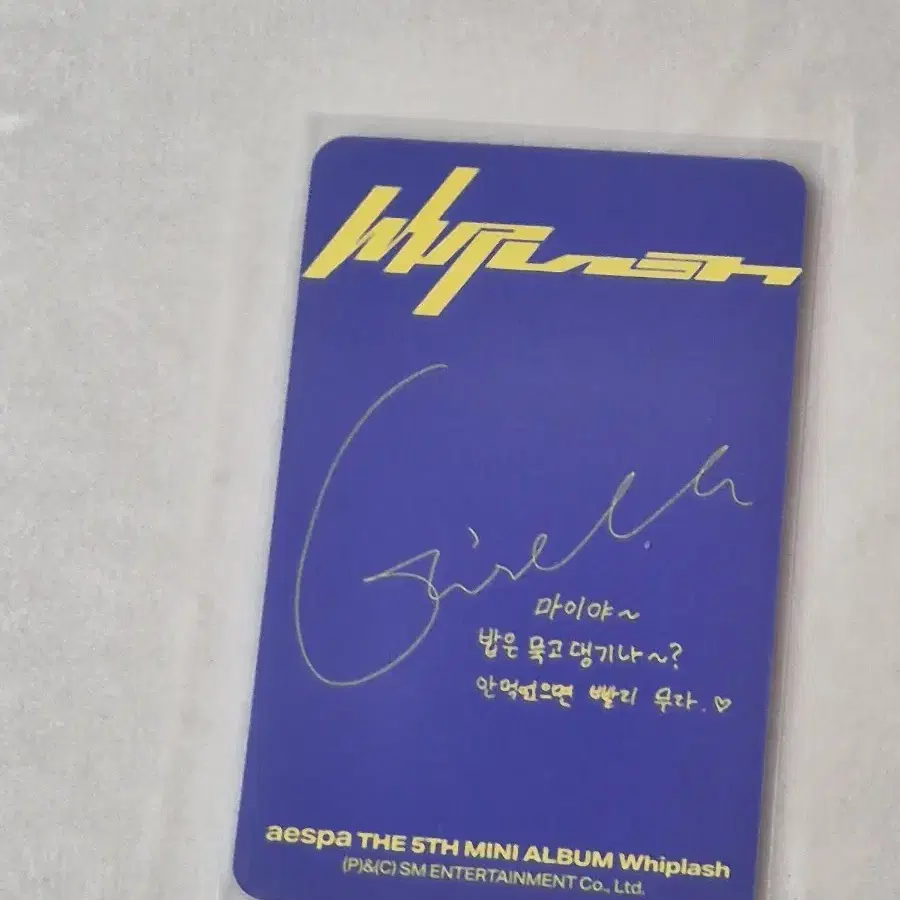 Whiplash
Giselle
마이야~
밥은 묵고 댕기나~?
안먹었으면 빨리 무라.♡
aespa THE 5TH MINI ALBUM Whiplash
(P)&(C) SM ENTERTAINMENT Co., Ltd.